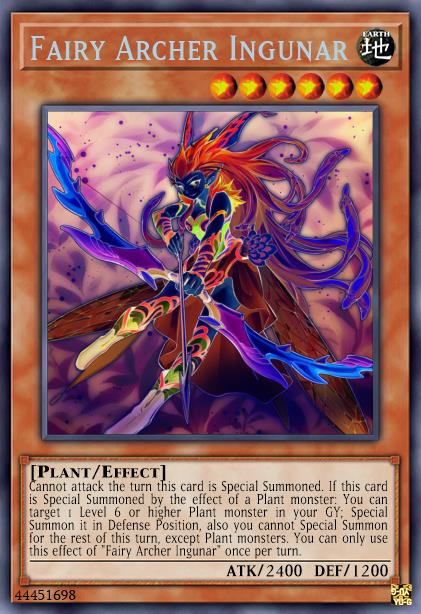 Fairy Archer Ingunar
EARTH
地
[Plant/Effect]
Cannot attack the turn this card is Special Summoned. If this card
is Special Summoned by the effect of a Plant monster: You can
target 1 Level 6 or higher Plant monster in your GY; Special
Summon it in Defense Position, also you cannot Special Summon
for the rest of this turn, except Plant monsters. You can only use
this effect of "Fairy Archer Ingunar" once per turn.
ATK/2400 DEF/1200
44451698